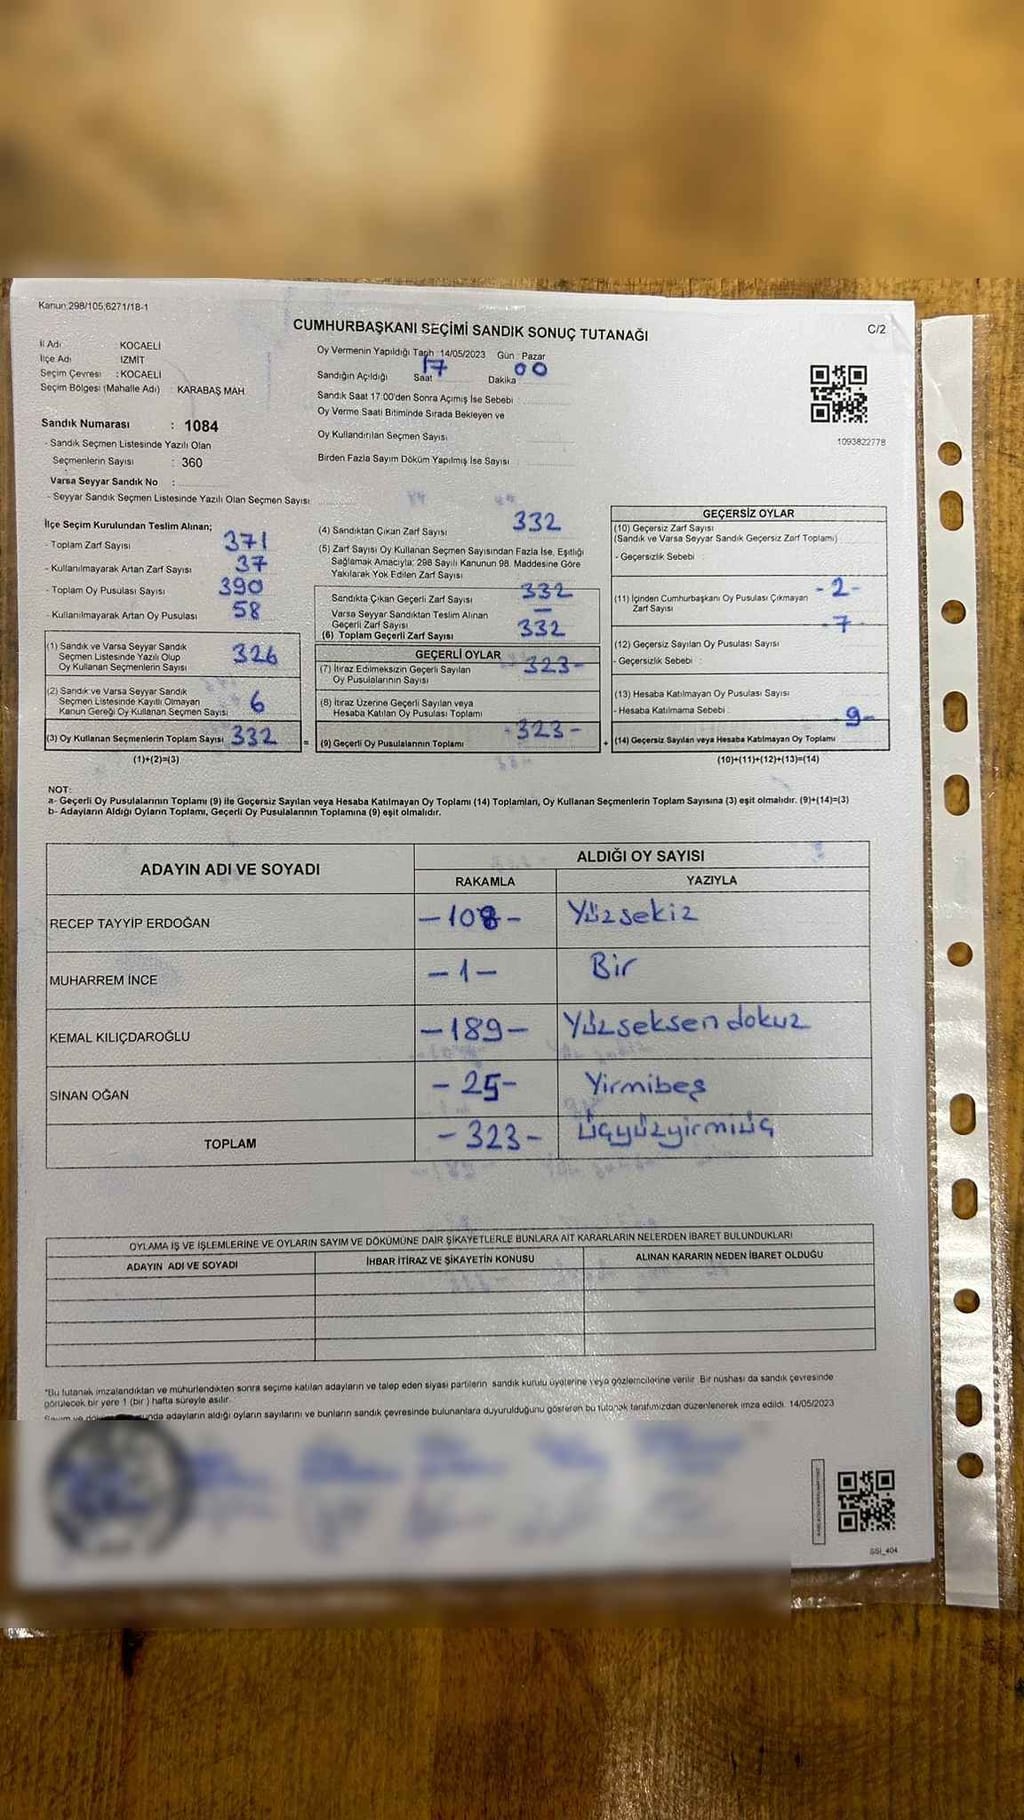 Kanun 298/105,6271/18-1
CUMHURBAŞKANI SEÇİMİ SANDIK SONUÇ TUTANAĞI
C/2
İl Adı KOCAELİ
İlçe Adı İZMİT
Seçim Çevresi : KOCAELİ
Seçim Bölgesi (Mahalle Adı) : KARABAŞ MAH
Sandık Numarası : 1084
- Sandık Seçmen Listesinde Yazılı Olan
Seçmenlerin Sayısı : 360
Varsa Seyyar Sandık No :
- Seyyar Sandık Seçmen Listesinde Yazılı Olan Seçmen Sayısı
Oy Vermenin Yapıldığı Tarih 14/05/2023 Gün : Pazar
Sandığın Açıldığı Saat 17 Dakika 00
Sandık Saat 17:00'den Sonra Açımış İse Sebebi :
Oy Verme Saati Bitiminde Sırada Bekleyen ve
Oy Kullandırılan Seçmen Sayısı
Birden Fazla Sayım Döküm Yapılmış İse Sayısı
1093822778
İlçe Seçim Kurulundan Teslim Alınan;
- Toplam Zarf Sayısı 371
- Kullanılmayarak Artan Zarf Sayısı 37
- Toplam Oy Pusulası Sayısı 390
- Kullanılmayarak Artan Oy Pusulası 58
(1) Sandık ve Varsa Seyyar Sandık
Seçmen Listesinde Yazılı Olup
Oy Kullanan Seçmenlerin Sayısı 326
(2) Sandık ve Varsa Seyyar Sandık
Seçmen Listesinde Kayıtlı Olmayan
Kanun Gereği Oy Kullanan Seçmen Sayısı 6
(3) Oy Kullanan Seçmenlerin Toplam Sayısı 332
(1)+(2)=(3)
(4) Sandıktan Çıkan Zarf Sayısı 332
(5) Zarf Sayısı Oy Kullanan Seçmen Sayısından Fazla İse, Eşitliği
Sağlamak Amacıyla; 298 Sayılı Kanunun 98. Maddesine Göre
Yakılarak Yok Edilen Zarf Sayısı
Sandıkta Çıkan Geçerli Zarf Sayısı 332
Varsa Seyyar Sandıktan Teslim Alınan
Geçerli Zarf Sayısı —
(6) Toplam Geçerli Zarf Sayısı 332
GEÇERLİ OYLAR
(7) İtiraz Edilmeksizin Geçerli Sayılan
Oy Pusulalarının Sayısı -323-
(8) İtiraz Üzerine Geçerli Sayılan veya
Hesaba Katılan Oy Pusulası Toplamı
= (9) Geçerli Oy Pusulalarının Toplamı -323-
GEÇERSİZ OYLAR
(10) Geçersiz Zarf Sayısı
(Sandık ve Varsa Seyyar Sandık Geçersiz Zarf Toplamı)
- Geçersizlik Sebebi :
(11) İçinden Cumhurbaşkanı Oy Pusulası Çıkmayan
Zarf Sayısı -2-
(12) Geçersiz Sayılan Oy Pusulası Sayısı -7-
- Geçersizlik Sebebi :
(13) Hesaba Katılmayan Oy Pusulası Sayısı
- Hesaba Katılmama Sebebi :
+ (14) Geçersiz Sayılan veya Hesaba Katılmayan Oy Toplamı -9-
(10)+(11)+(12)+(13)=(14)
NOT:
a- Geçerli Oy Pusulalarının Toplamı (9) ile Geçersiz Sayılan veya Hesaba Katılmayan Oy Toplamı (14) Toplamları, Oy Kullanan Seçmenlerin Toplam Sayısına (3) eşit olmalıdır. (9)+(14)=(3)
b- Adayların Aldığı Oyların Toplamı, Geçerli Oy Pusulalarının Toplamına (9) eşit olmalıdır.
ADAYIN ADI VE SOYADI
ALDIĞI OY SAYISI
RAKAMLA YAZIYLA
RECEP TAYYİP ERDOĞAN -108- Yüzsekiz
MUHARREM İNCE -1- Bir
KEMAL KILIÇDAROĞLU -189- Yüzseksendokuz
SİNAN OĞAN -25- Yirmibeş
TOPLAM -323- Üçyüzyirmiüç
OYLAMA İŞ VE İŞLEMLERİNE VE OYLARIN SAYIM VE DÖKÜMÜNE DAİR ŞİKAYETLERLE BUNLARA AİT KARARLARIN NELERDEN İBARET BULUNDUKLARI
ADAYIN ADI VE SOYADI İHBAR İTİRAZ VE ŞİKAYETİN KONUSU ALINAN KARARIN NEDEN İBARET OLDUĞU
*Bu tutanak imzalandıktan ve mühürlendikten sonra seçime katılan adayların ve talep eden siyasi partilerin sandık kurulu üyelerine veya gözlemcilerine verilir. Bir nüshası da sandık çevresinde
görülecek bir yere 1 (bir) hafta süreyle asılır.
Sayım ve adayların aldığı oyların sayılarını ve bunların sandık çevresinde bulunanlara duyurulduğunu gösteren bu tutanak tarafımızdan düzenlenerek imza edildi. 14/05/2023
SSI_404